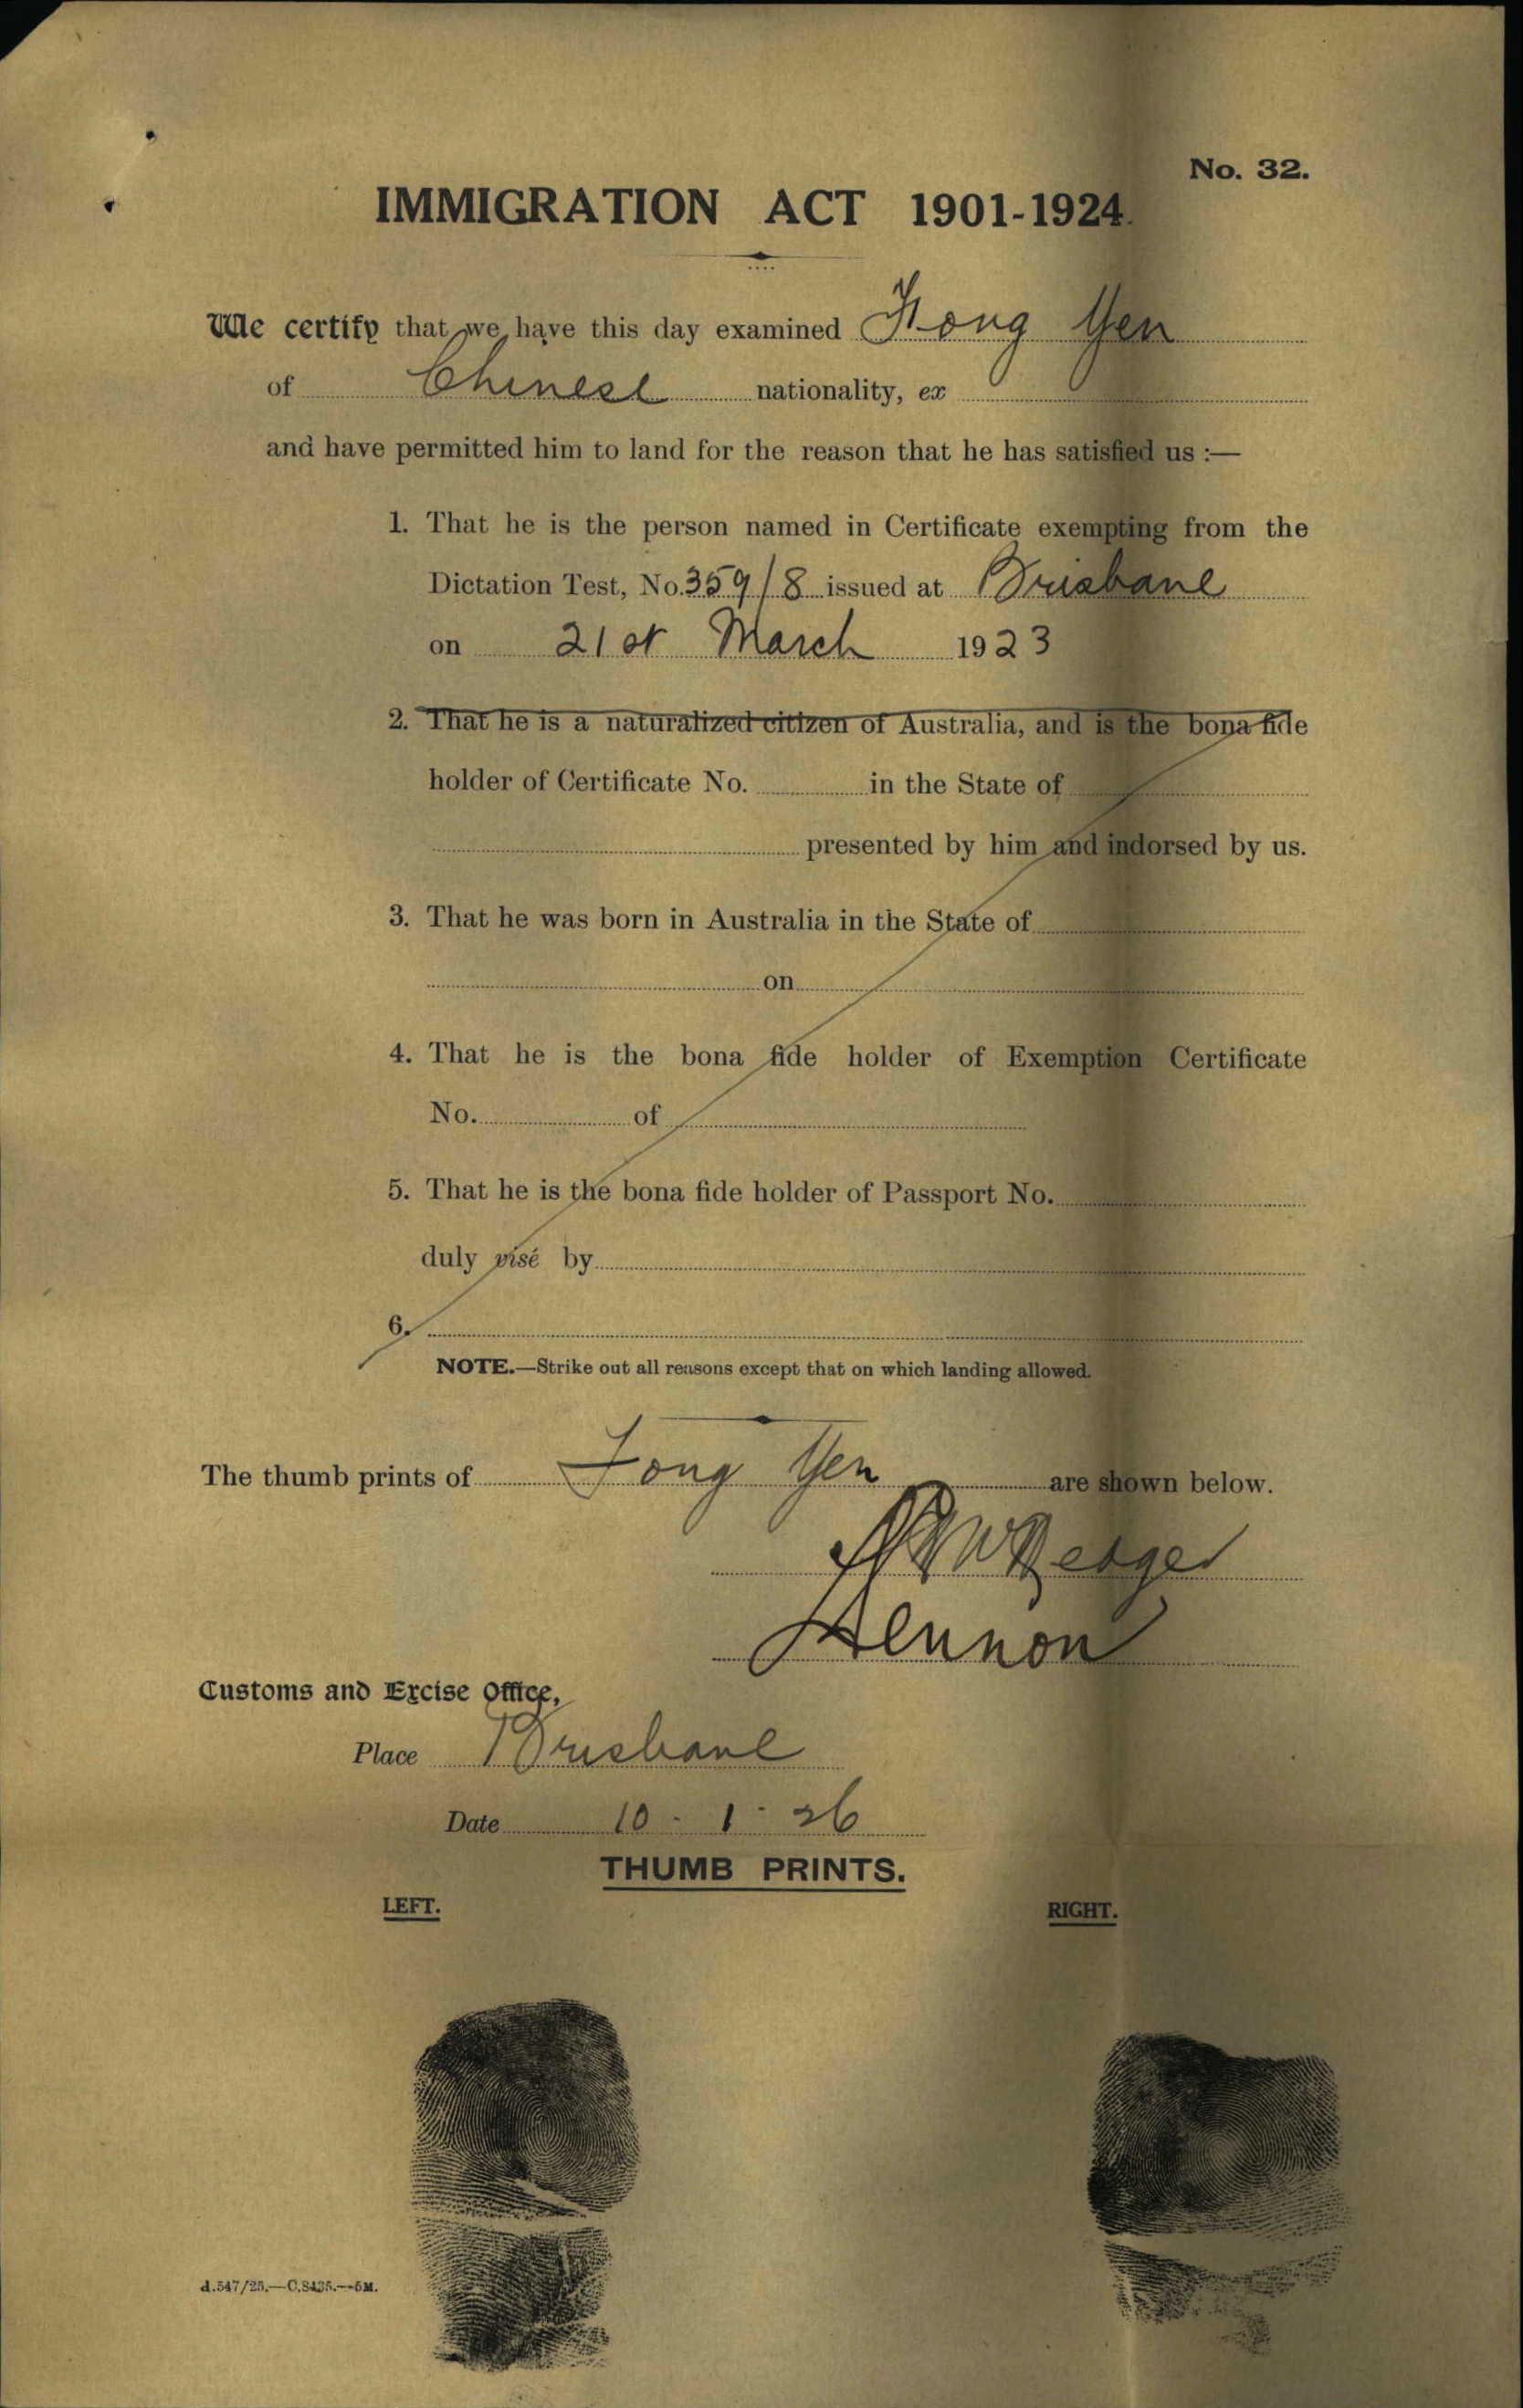 No. 32.
IMMIGRATION ACT 1901-1924.
We certify that we have this day examined Fong Yen
of Chinese nationality, ex
and have permitted him to land for the reason that he has satisfied us :—
1. That he is the person named in Certificate exempting from the
Dictation Test, No. 359/8 issued at Brisbane
on 21st March 1923
2. That he is a naturalized citizen of Australia, and is the bona fide
holder of Certificate No. in the State of
presented by him and indorsed by us.
3. That he was born in Australia in the State of
on
4. That he is the bona fide holder of Exemption Certificate
No. of
5. That he is the bona fide holder of Passport No.
duly visé by
6.
NOTE.—Strike out all reasons except that on which landing allowed.
The thumb prints of Fong Yen are shown below.
Customs and Excise Office,
Place Brisbane
Date 10 - 1 - 26
THUMB PRINTS.
LEFT. RIGHT.
d.547/25.—C.8435.—5M.